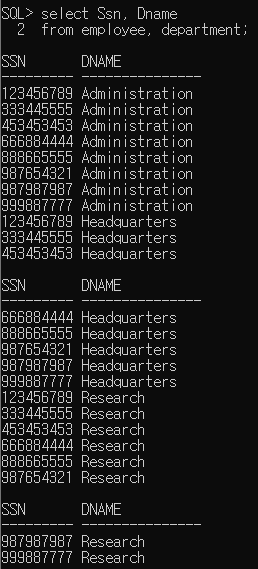 SQL> select Ssn, Dname
  2  from employee, department;

SSN       DNAME
--------- ---------------
123456789 Administration
333445555 Administration
453453453 Administration
666884444 Administration
888665555 Administration
987654321 Administration
987987987 Administration
999887777 Administration
123456789 Headquarters
333445555 Headquarters
453453453 Headquarters

SSN       DNAME
--------- ---------------
666884444 Headquarters
888665555 Headquarters
987654321 Headquarters
987987987 Headquarters
999887777 Headquarters
123456789 Research
333445555 Research
453453453 Research
666884444 Research
888665555 Research
987654321 Research

SSN       DNAME
--------- ---------------
987987987 Research
999887777 Research